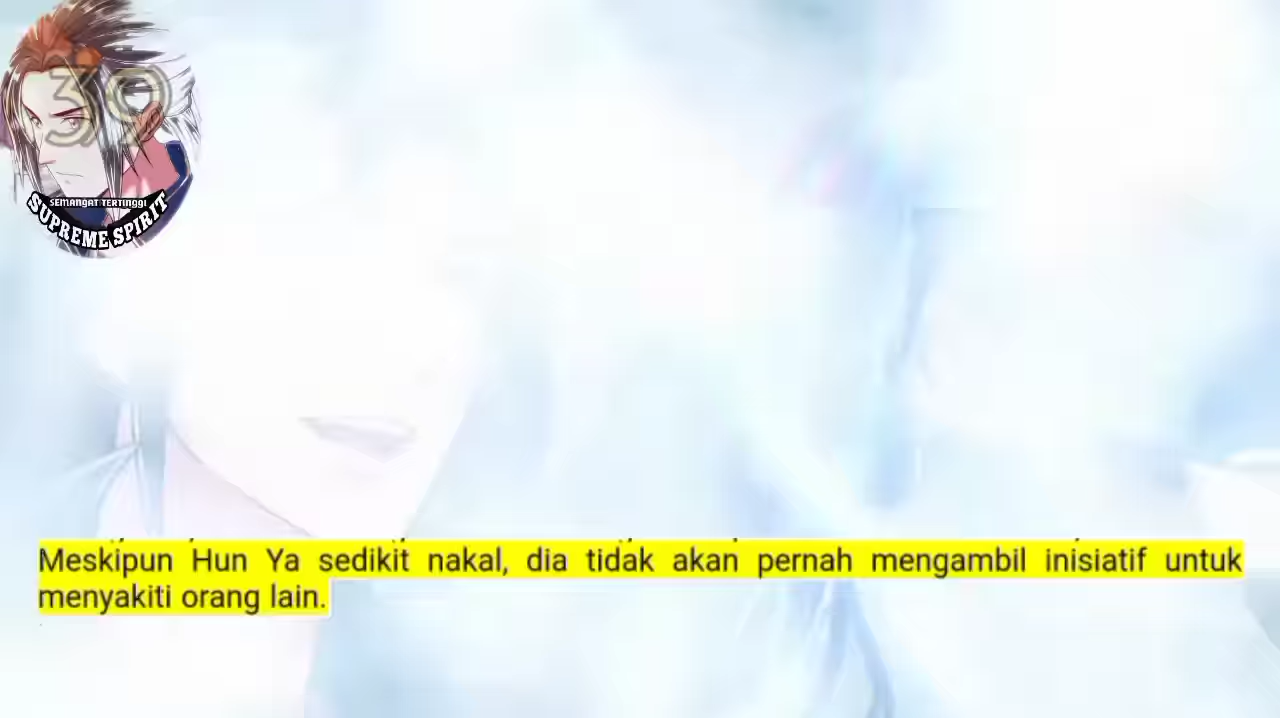 39
SEMANGAT TERTINGGI
SUPREME SPIRIT
Meskipun Hun Ya sedikit nakal, dia tidak akan pernah mengambil inisiatif untuk
menyakiti orang lain.